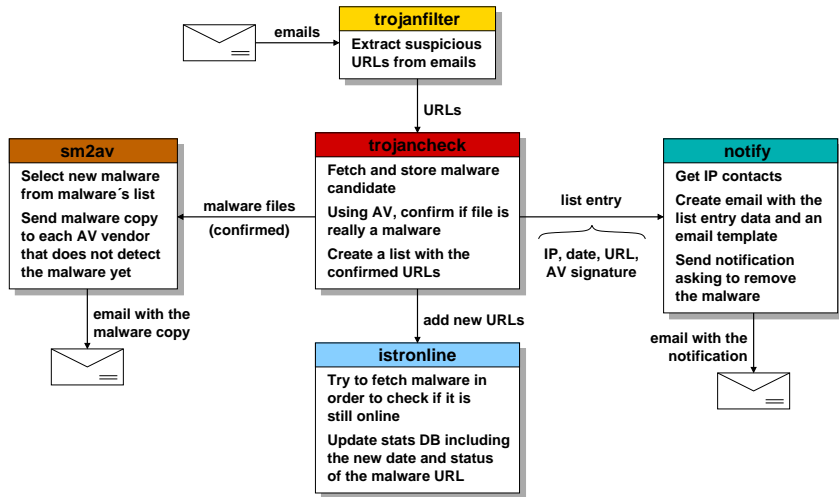 trojanfilter
emails
Extract suspicious
URLs from emails
URLs
sm2av
Select new malware
from malware´s list
Send malware copy
to each AV vendor
that does not detect
the malware yet
malware files
(confirmed)
trojancheck
Fetch and store malware
candidate
Using AV, confirm if file is
really a malware
Create a list with the
confirmed URLs
list entry
IP, date, URL,
AV signature
notify
Get IP contacts
Create email with the
list entry data and an
email template
Send notification
asking to remove
the malware
email with the
malware copy
add new URLs
email with the
notification
istronline
Try to fetch malware in
order to check if it is
still online
Update stats DB including
the new date and status
of the malware URL